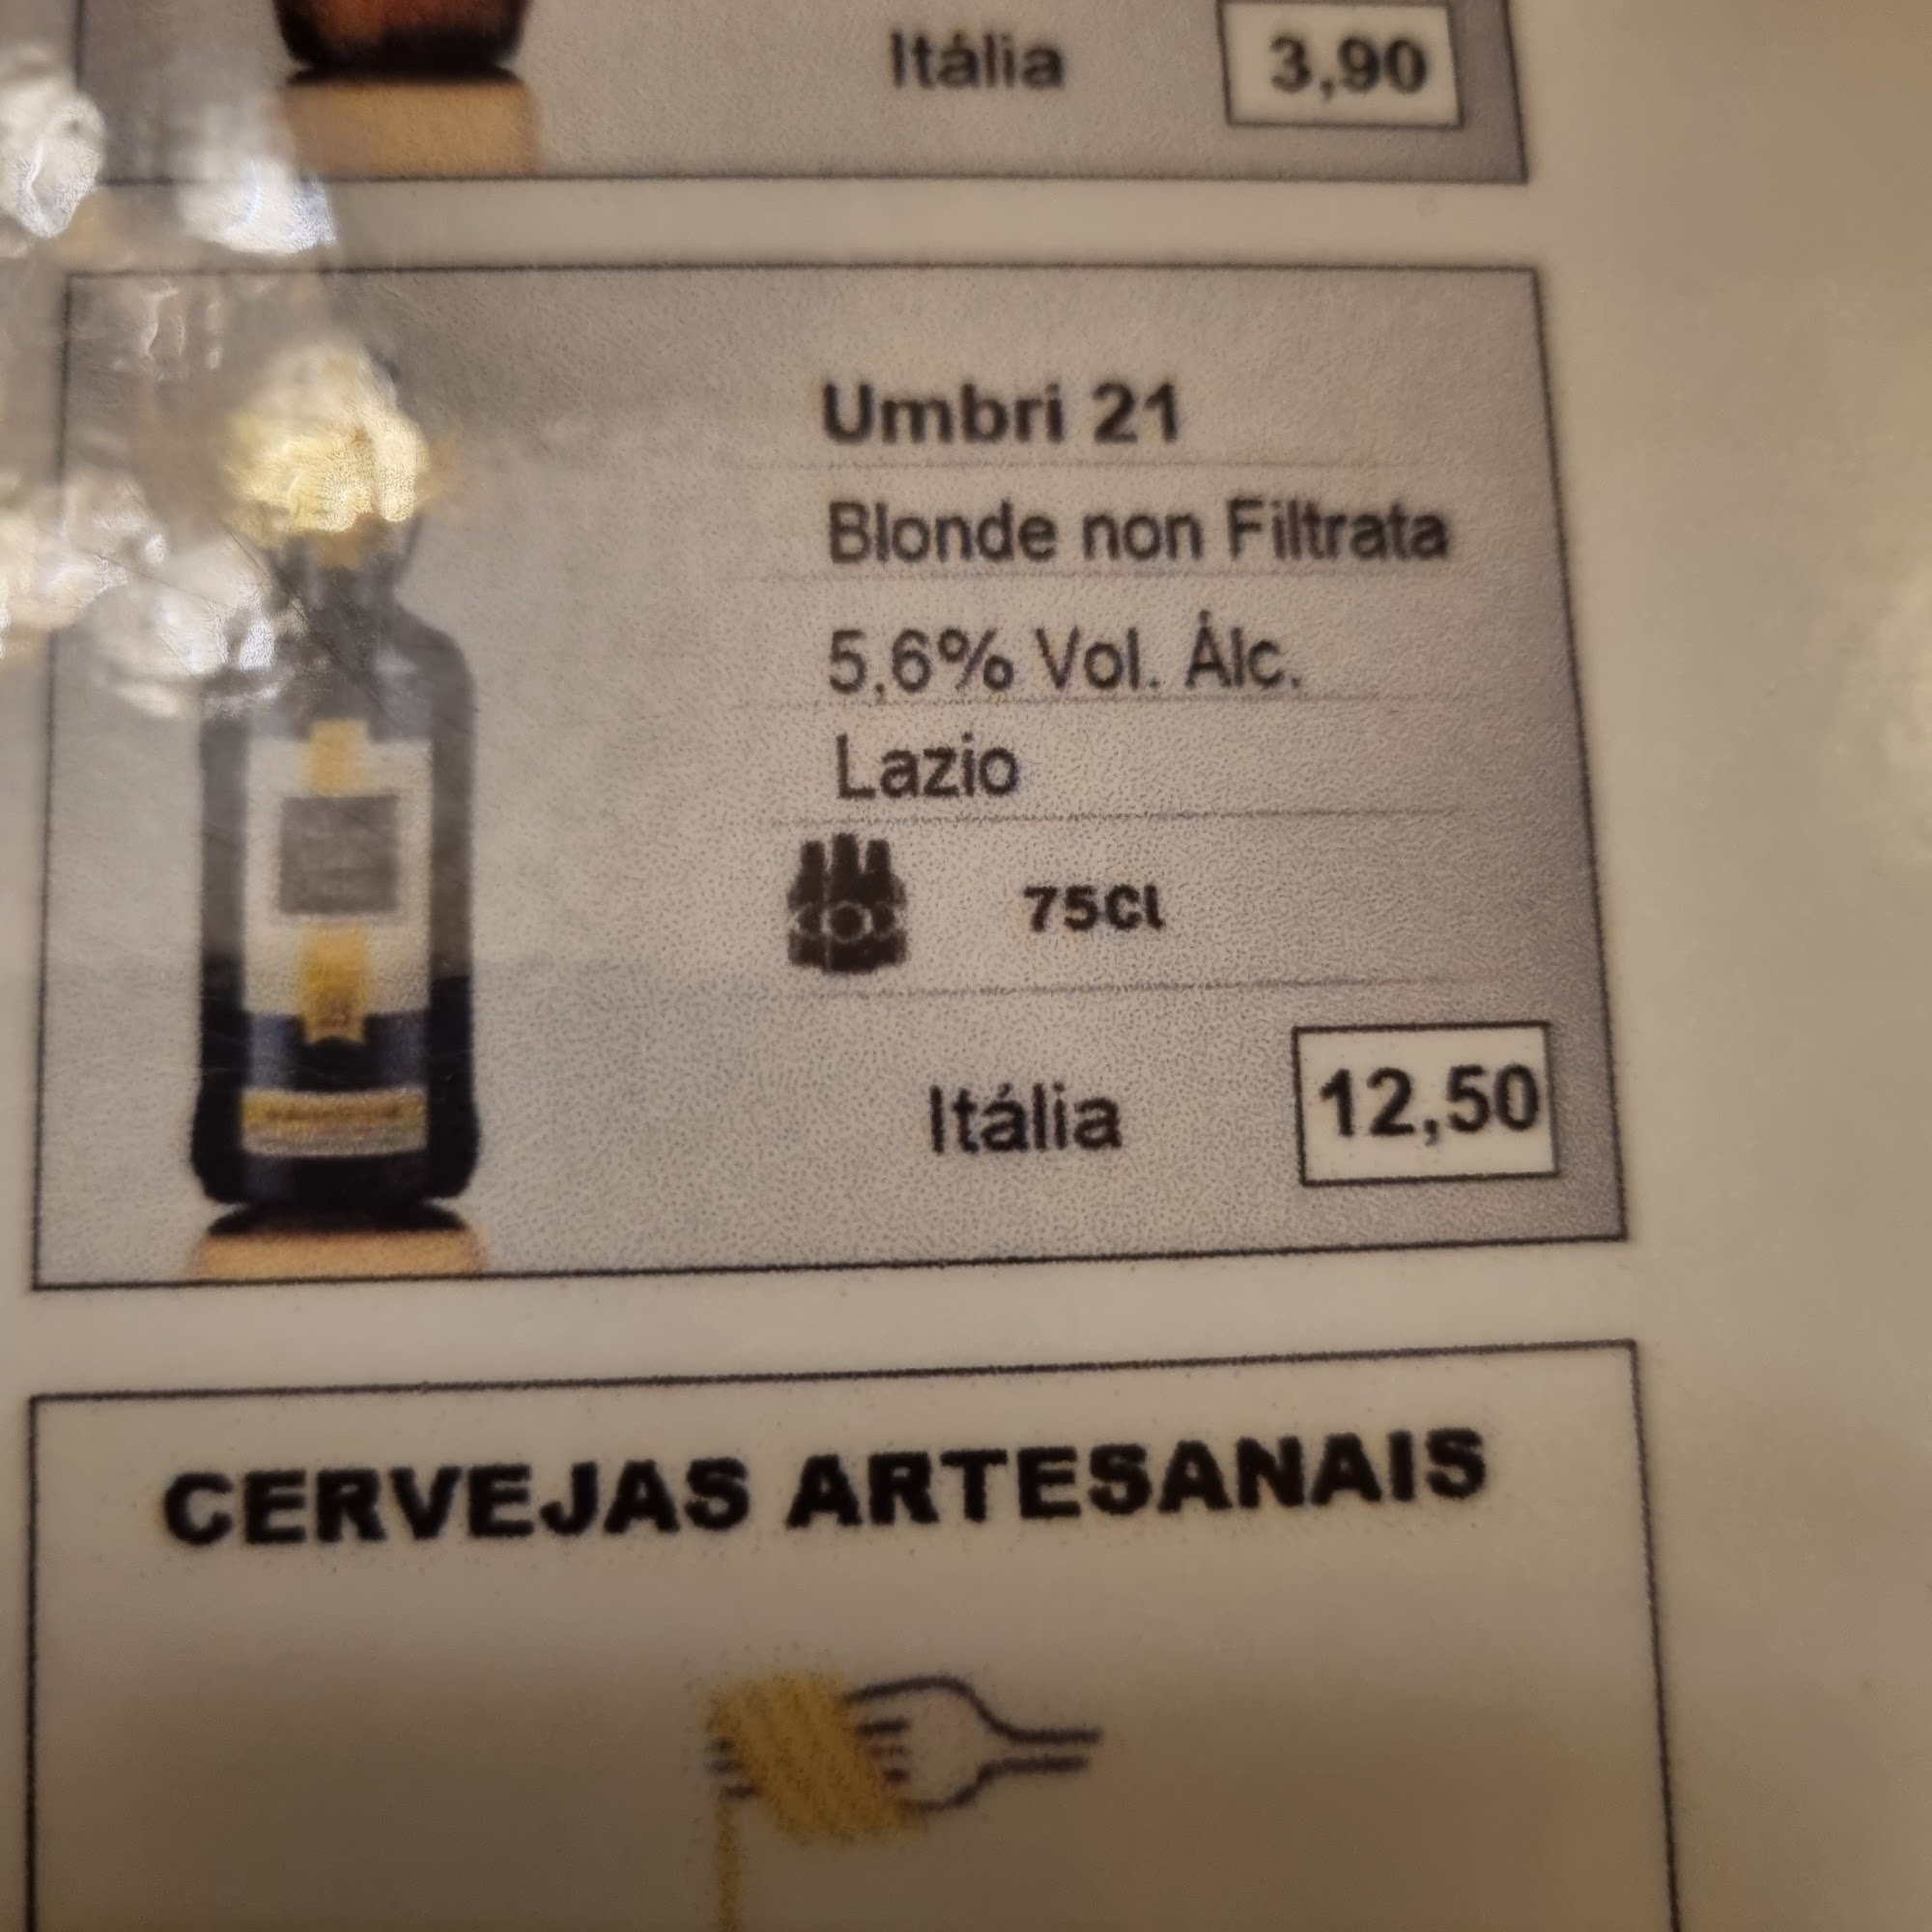 Itália 3,90
Umbri 21
Blonde non Filtrata
5,6% Vol. Álc.
Lazio
75Cl
Itália 12,50
CERVEJAS ARTESANAIS